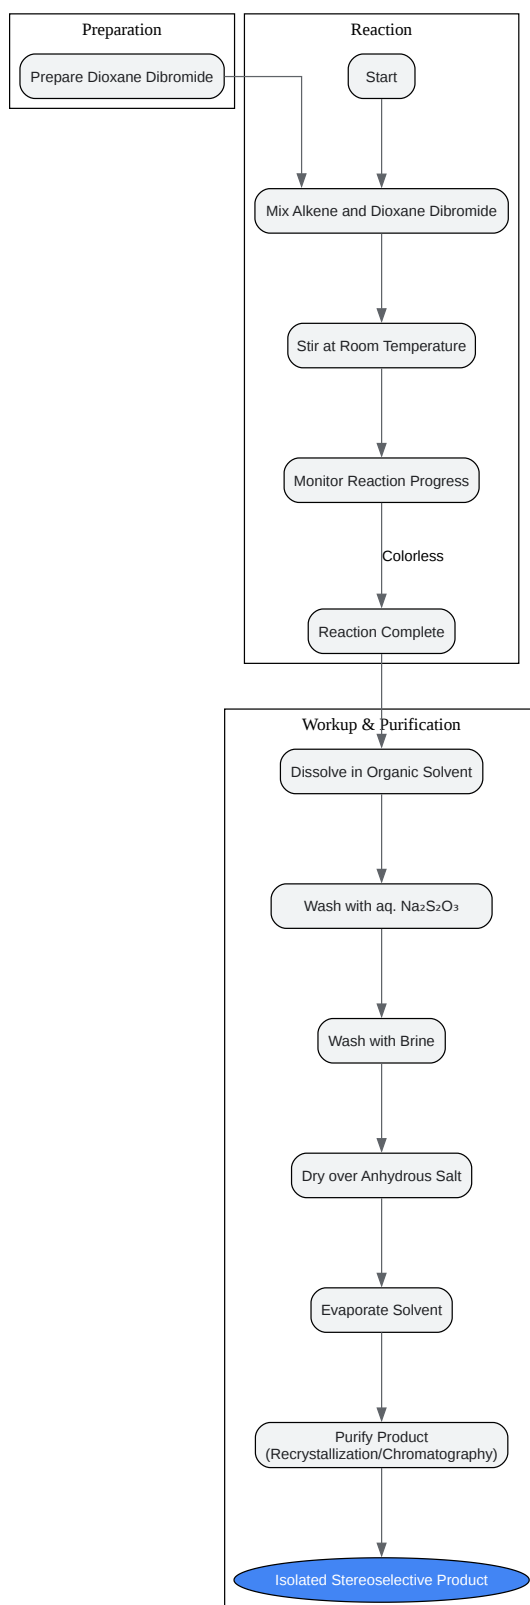 Preparation
Prepare Dioxane Dibromide
Reaction
Start
Mix Alkene and Dioxane Dibromide
Stir at Room Temperature
Monitor Reaction Progress
Colorless
Reaction Complete
Workup & Purification
Dissolve in Organic Solvent
Wash with aq. Na₂S₂O₃
Wash with Brine
Dry over Anhydrous Salt
Evaporate Solvent
Purify Product
(Recrystallization/Chromatography)
Isolated Stereoselective Product